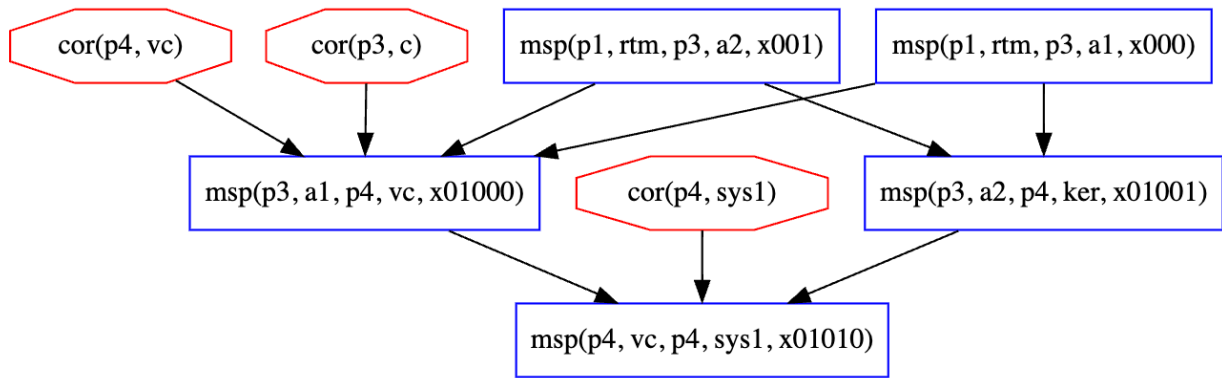 cor(p4, vc)
cor(p3, c)
msp(p1, rtm, p3, a2, x001)
msp(p1, rtm, p3, a1, x000)
msp(p3, a1, p4, vc, x01000)
cor(p4, sys1)
msp(p3, a2, p4, ker, x01001)
msp(p4, vc, p4, sys1, x01010)